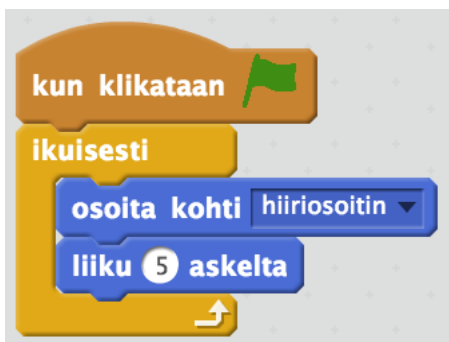 kun klikataan
ikuisesti
osoita kohti hiiriosoitin
liiku 5 askelta